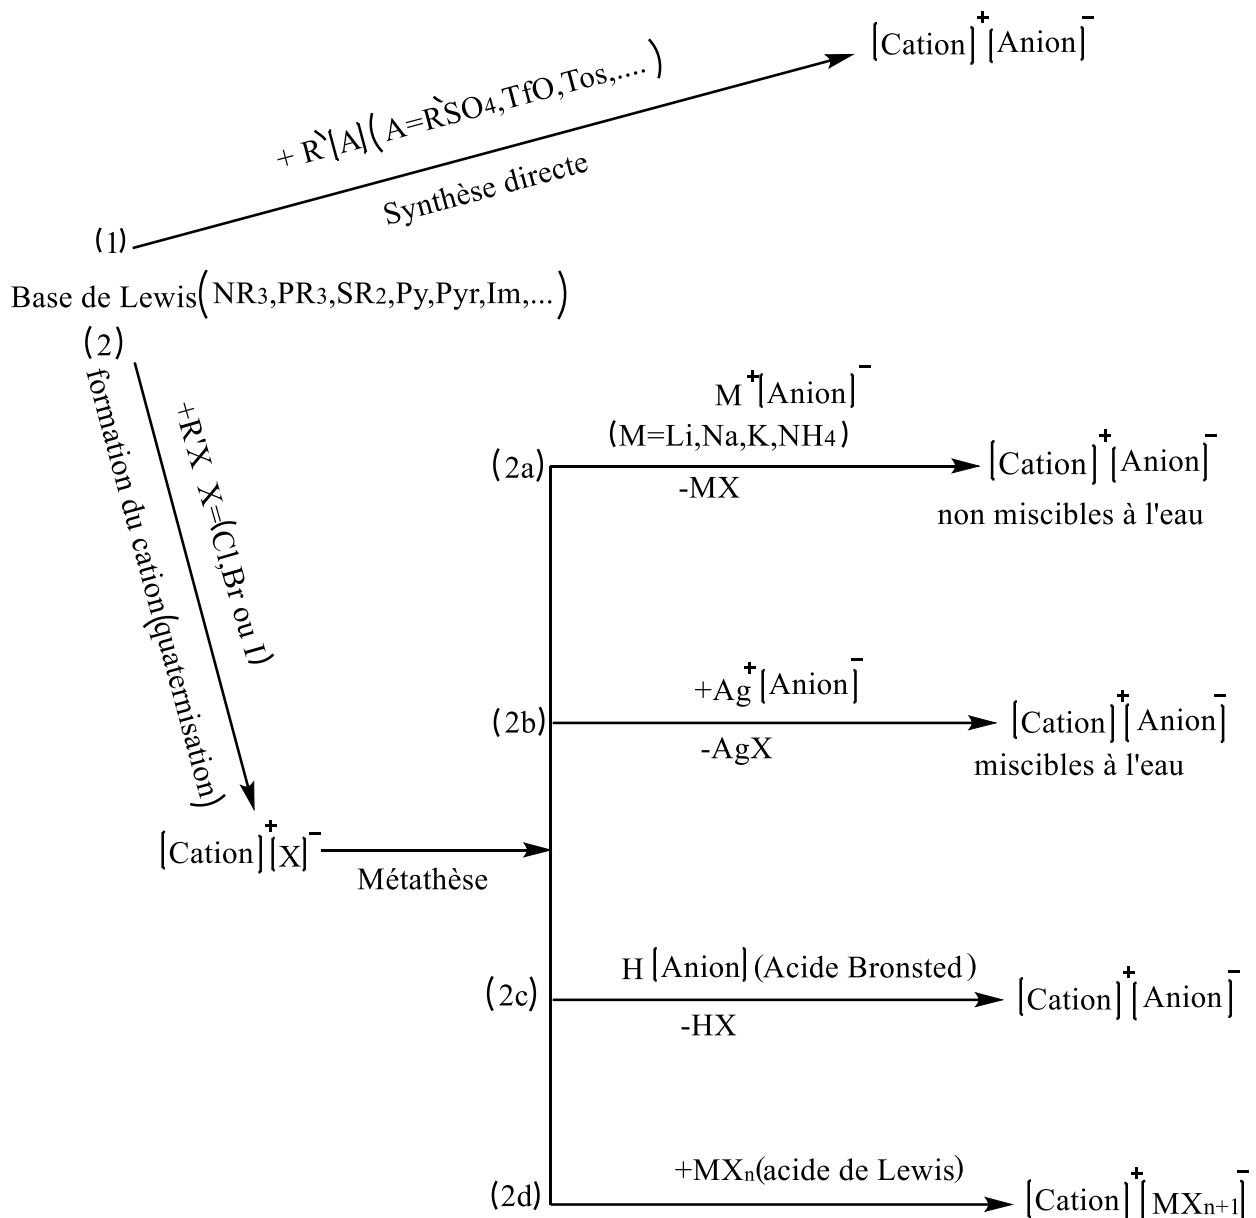 [Cation]+[Anion]-
+ R`[A](A=R`SO4,TfO,Tos,....)
Synthèse directe
(1)
Base de Lewis(NR3,PR3,SR2,Py,Pyr,Im,...)
(2)
formation du cation(quaternisation)
+R'X X=(Cl,Br ou I)
M+[Anion]-
(M=Li,Na,K,NH4)
(2a)
-MX
[Cation]+[Anion]-
non miscibles à l'eau
+Ag+[Anion]-
(2b)
-AgX
[Cation]+[Anion]-
miscibles à l'eau
[Cation]+[X]-
Métathèse
H[Anion](Acide Bronsted)
(2c)
-HX
[Cation]+[Anion]-
+MXn(acide de Lewis)
(2d)
[Cation]+[MXn+1]-